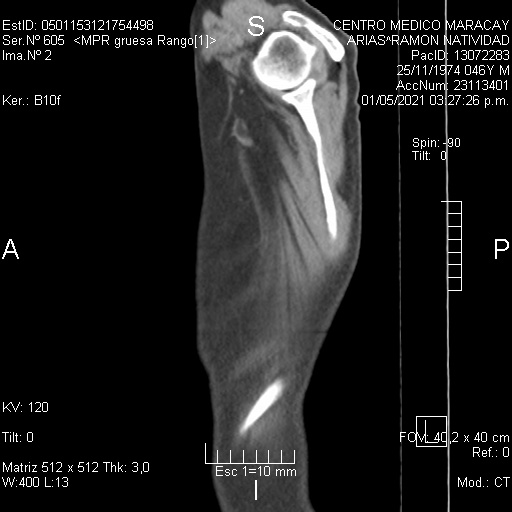 EstID: 0501153121754498
Ser.Nº 605 <MPR gruesa Rango[1]>
Ima.Nº 2
Ker.: B10f
S
CENTRO MEDICO MARACAY
ARIAS^RAMON NATIVIDAD
PacID: 13072283
25/11/1974 046Y M
AccNum: 23113401
01/05/2021 03:27:26 p.m.
Spin: -90
Tilt: 0
A
P
KV: 120
Tilt: 0
Matriz 512 x 512 Thk: 3,0
W:400 L:13
Esc 1=10 mm
I
FOV: 40,2 x 40 cm
Ref.: 0
Mod.: CT